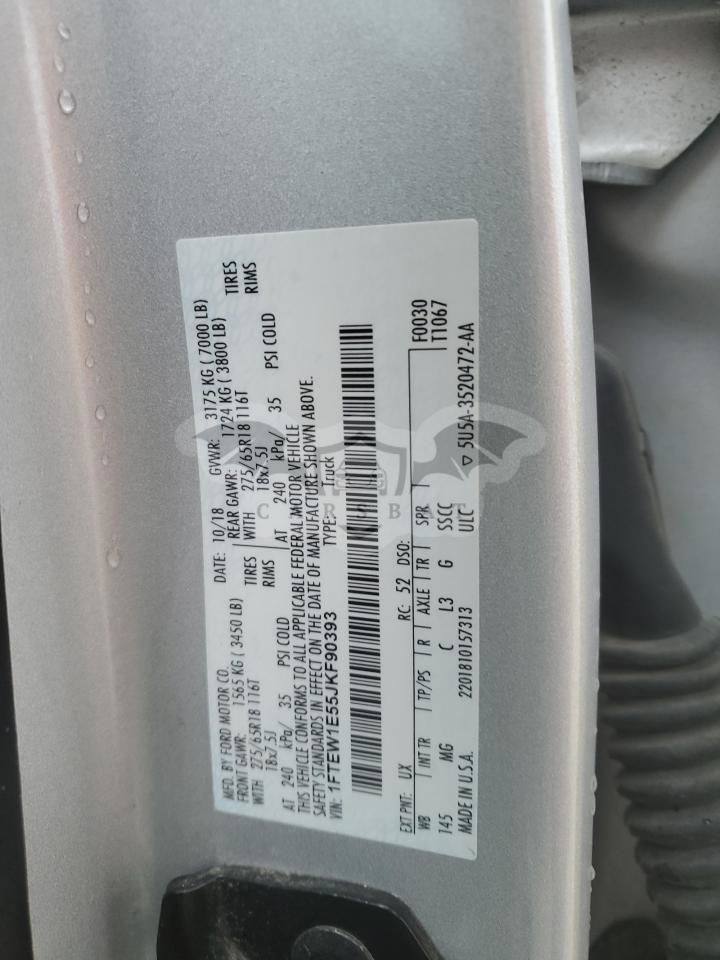 MFD. BY FORD MOTOR CO.
DATE: 10/18 GVWR: 3175 KG ( 7000 LB)
FRONT GAWR: 1565 KG ( 3450 LB)
REAR GAWR: 1724 KG ( 3800 LB)
WITH 275/65R18 116T TIRES
WITH 275/65R18 116T TIRES
18x7.5J RIMS
18x7.5J RIMS
AT 240 kPa/ 35 PSI COLD
AT 240 kPa/ 35 PSI COLD
THIS VEHICLE CONFORMS TO ALL APPLICABLE FEDERAL MOTOR VEHICLE
SAFETY STANDARDS IN EFFECT ON THE DATE OF MANUFACTURE SHOWN ABOVE.
VIN: 1FTEW1E55JKF90393 TYPE: Truck
EXT PNT: UX RC: 52 DSO: F0030
WB INT TR TP/PS R AXLE TR SPR T1067
145 MG C L3 G SSCC
MADE IN U.S.A. 2201810157313 ULC ▽ 5U5A-3520472-AA